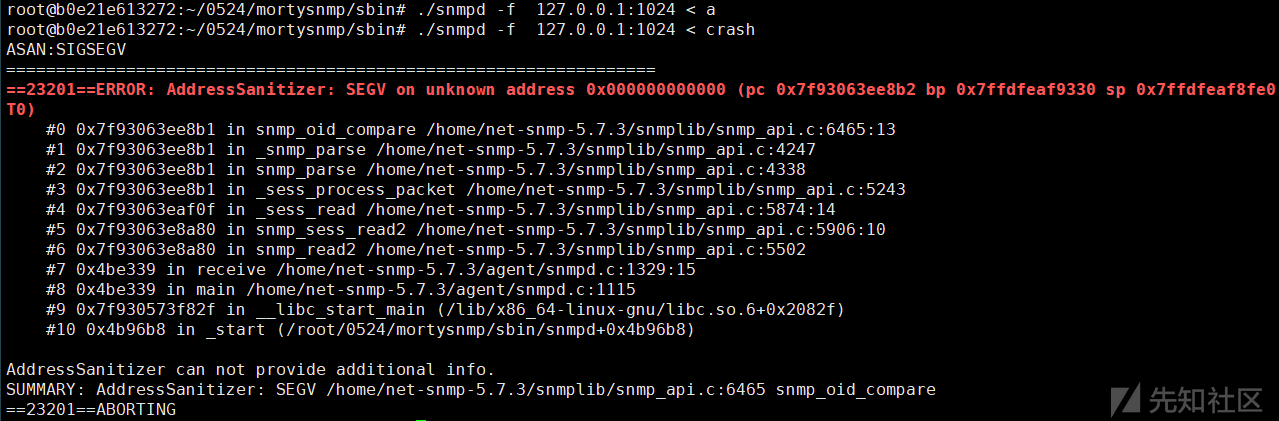 root@b0e21e613272:~/0524/mortysnmp/sbin# ./snmpd -f  127.0.0.1:1024 < a
root@b0e21e613272:~/0524/mortysnmp/sbin# ./snmpd -f  127.0.0.1:1024 < crash
ASAN:SIGSEGV
=================================================================
==23201==ERROR: AddressSanitizer: SEGV on unknown address 0x000000000000 (pc 0x7f93063ee8b2 bp 0x7ffdfeaf9330 sp 0x7ffdfeaf8fe0
T0)
    #0 0x7f93063ee8b1 in snmp_oid_compare /home/net-snmp-5.7.3/snmplib/snmp_api.c:6465:13
    #1 0x7f93063ee8b1 in _snmp_parse /home/net-snmp-5.7.3/snmplib/snmp_api.c:4247
    #2 0x7f93063ee8b1 in snmp_parse /home/net-snmp-5.7.3/snmplib/snmp_api.c:4338
    #3 0x7f93063ee8b1 in _sess_process_packet /home/net-snmp-5.7.3/snmplib/snmp_api.c:5243
    #4 0x7f93063eaf0f in _sess_read /home/net-snmp-5.7.3/snmplib/snmp_api.c:5874:14
    #5 0x7f93063e8a80 in snmp_sess_read2 /home/net-snmp-5.7.3/snmplib/snmp_api.c:5906:10
    #6 0x7f93063e8a80 in snmp_read2 /home/net-snmp-5.7.3/snmplib/snmp_api.c:5502
    #7 0x4be339 in receive /home/net-snmp-5.7.3/agent/snmpd.c:1329:15
    #8 0x4be339 in main /home/net-snmp-5.7.3/agent/snmpd.c:1115
    #9 0x7f930573f82f in __libc_start_main (/lib/x86_64-linux-gnu/libc.so.6+0x2082f)
    #10 0x4b96b8 in _start (/root/0524/mortysnmp/sbin/snmpd+0x4b96b8)

AddressSanitizer can not provide additional info.
SUMMARY: AddressSanitizer: SEGV /home/net-snmp-5.7.3/snmplib/snmp_api.c:6465 snmp_oid_compare
==23201==ABORTING
先知社区